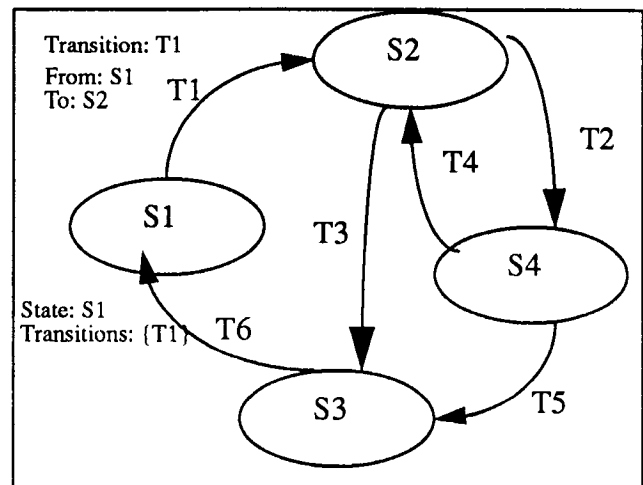 Transition: T1
From: S1
To: S2
T1
S2
T2
T4
S1
T3
S4
State: S1
Transitions: {T1}
T6
S3
T5